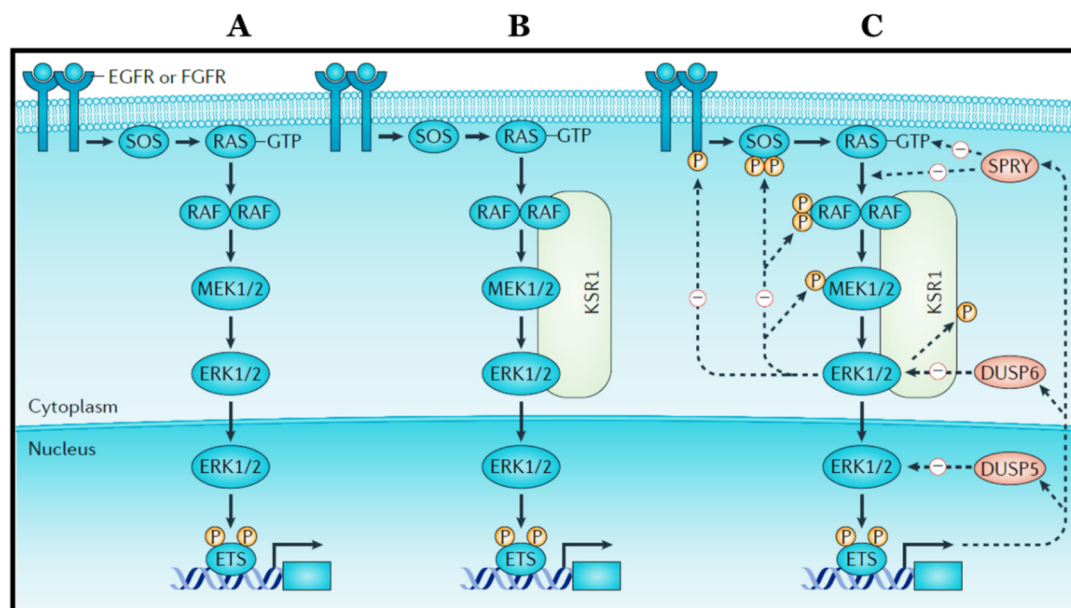 A B C
EGFR or FGFR
SOS RAS GTP SOS RAS GTP P SOS RAS GTP − SPRY
P P −
RAF RAF RAF RAF P P RAF RAF
MEK1/2 MEK1/2 KSR1 − − P MEK1/2 KSR1 P
ERK1/2 ERK1/2 ERK1/2 − DUSP6
Cytoplasm
Nucleus
ERK1/2 ERK1/2 ERK1/2 − DUSP5
P P P P P P
ETS ETS ETS